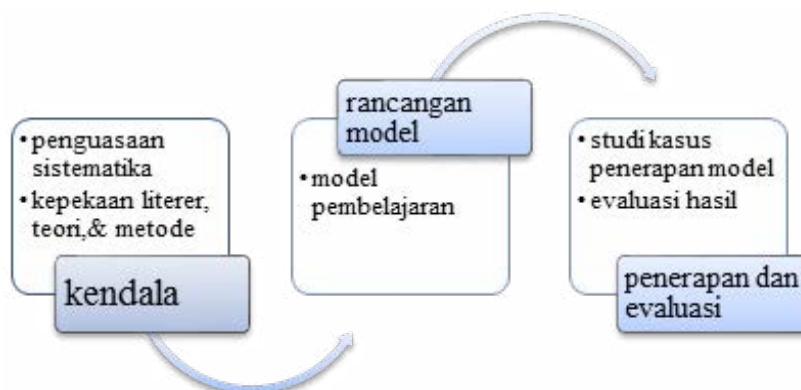 • penguasaan
sistematika
• kepekaan literer,
teori,& metode
kendala
rancangan
model
• model
pembelajaran
• studi kasus
penerapan model
• evaluasi hasil
penerapan dan
evaluasi